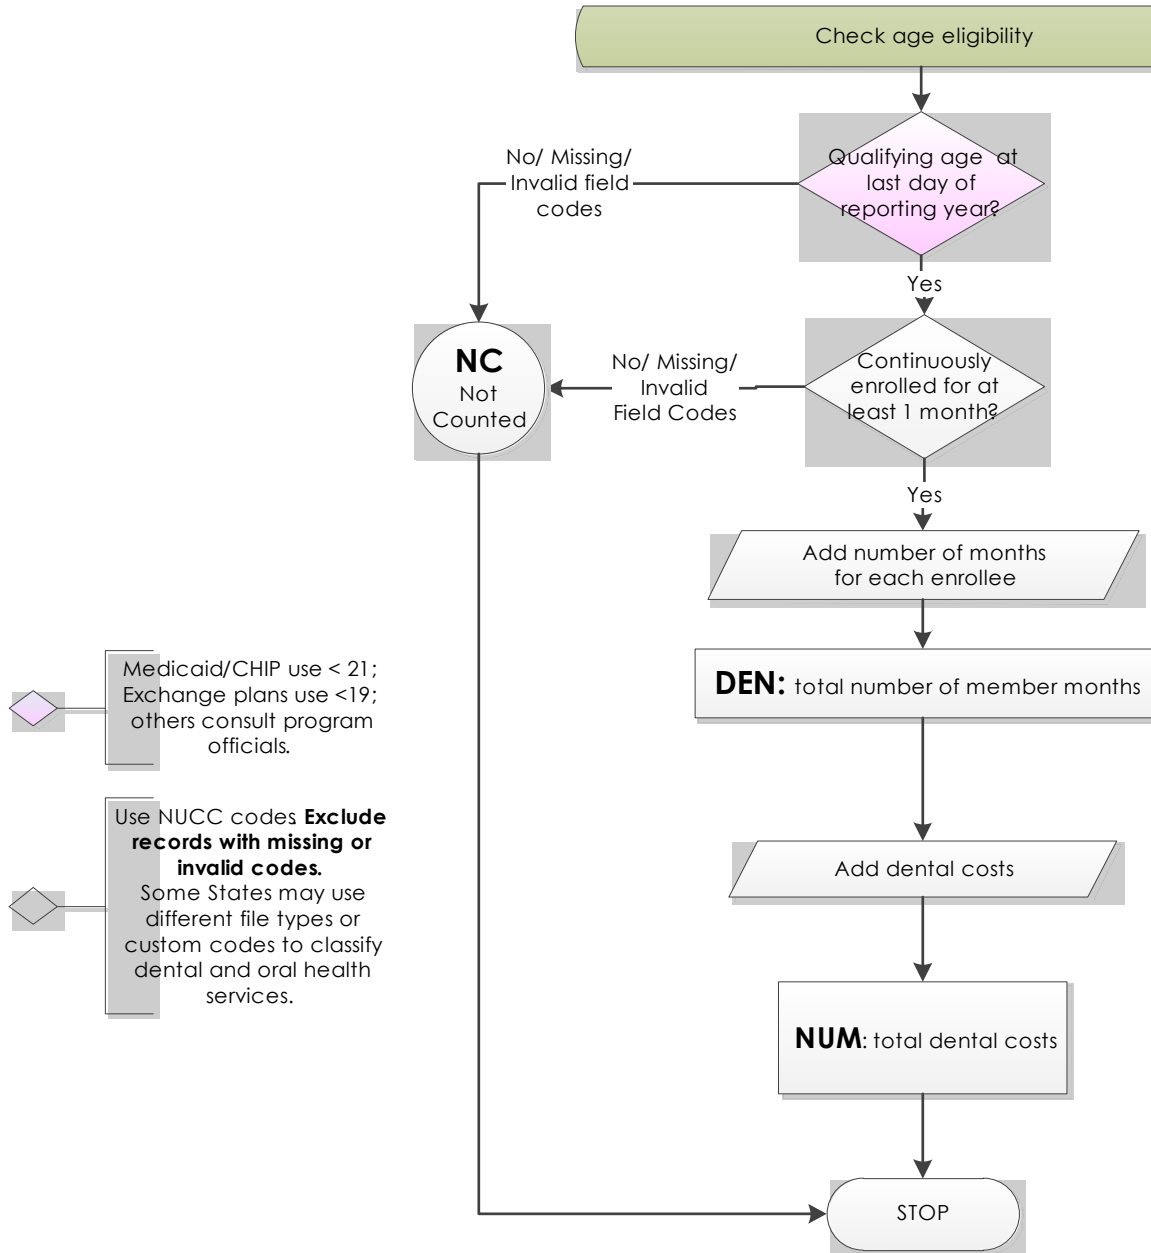 Check age eligibility
Qualifying age at
last day of
reporting year?
No/ Missing/
Invalid field
codes
Yes
Continuously
enrolled for at
least 1 month?
No/ Missing/
Invalid
Field Codes
NC
Not
Counted
Yes
Add number of months
for each enrollee
DEN: total number of member months
Medicaid/CHIP use < 21;
Exchange plans use <19;
others consult program
officials.
Use NUCC codes. Exclude
records with missing or
invalid codes.
Some States may use
different file types or
custom codes to classify
dental and oral health
services.
Add dental costs
NUM: total dental costs
STOP